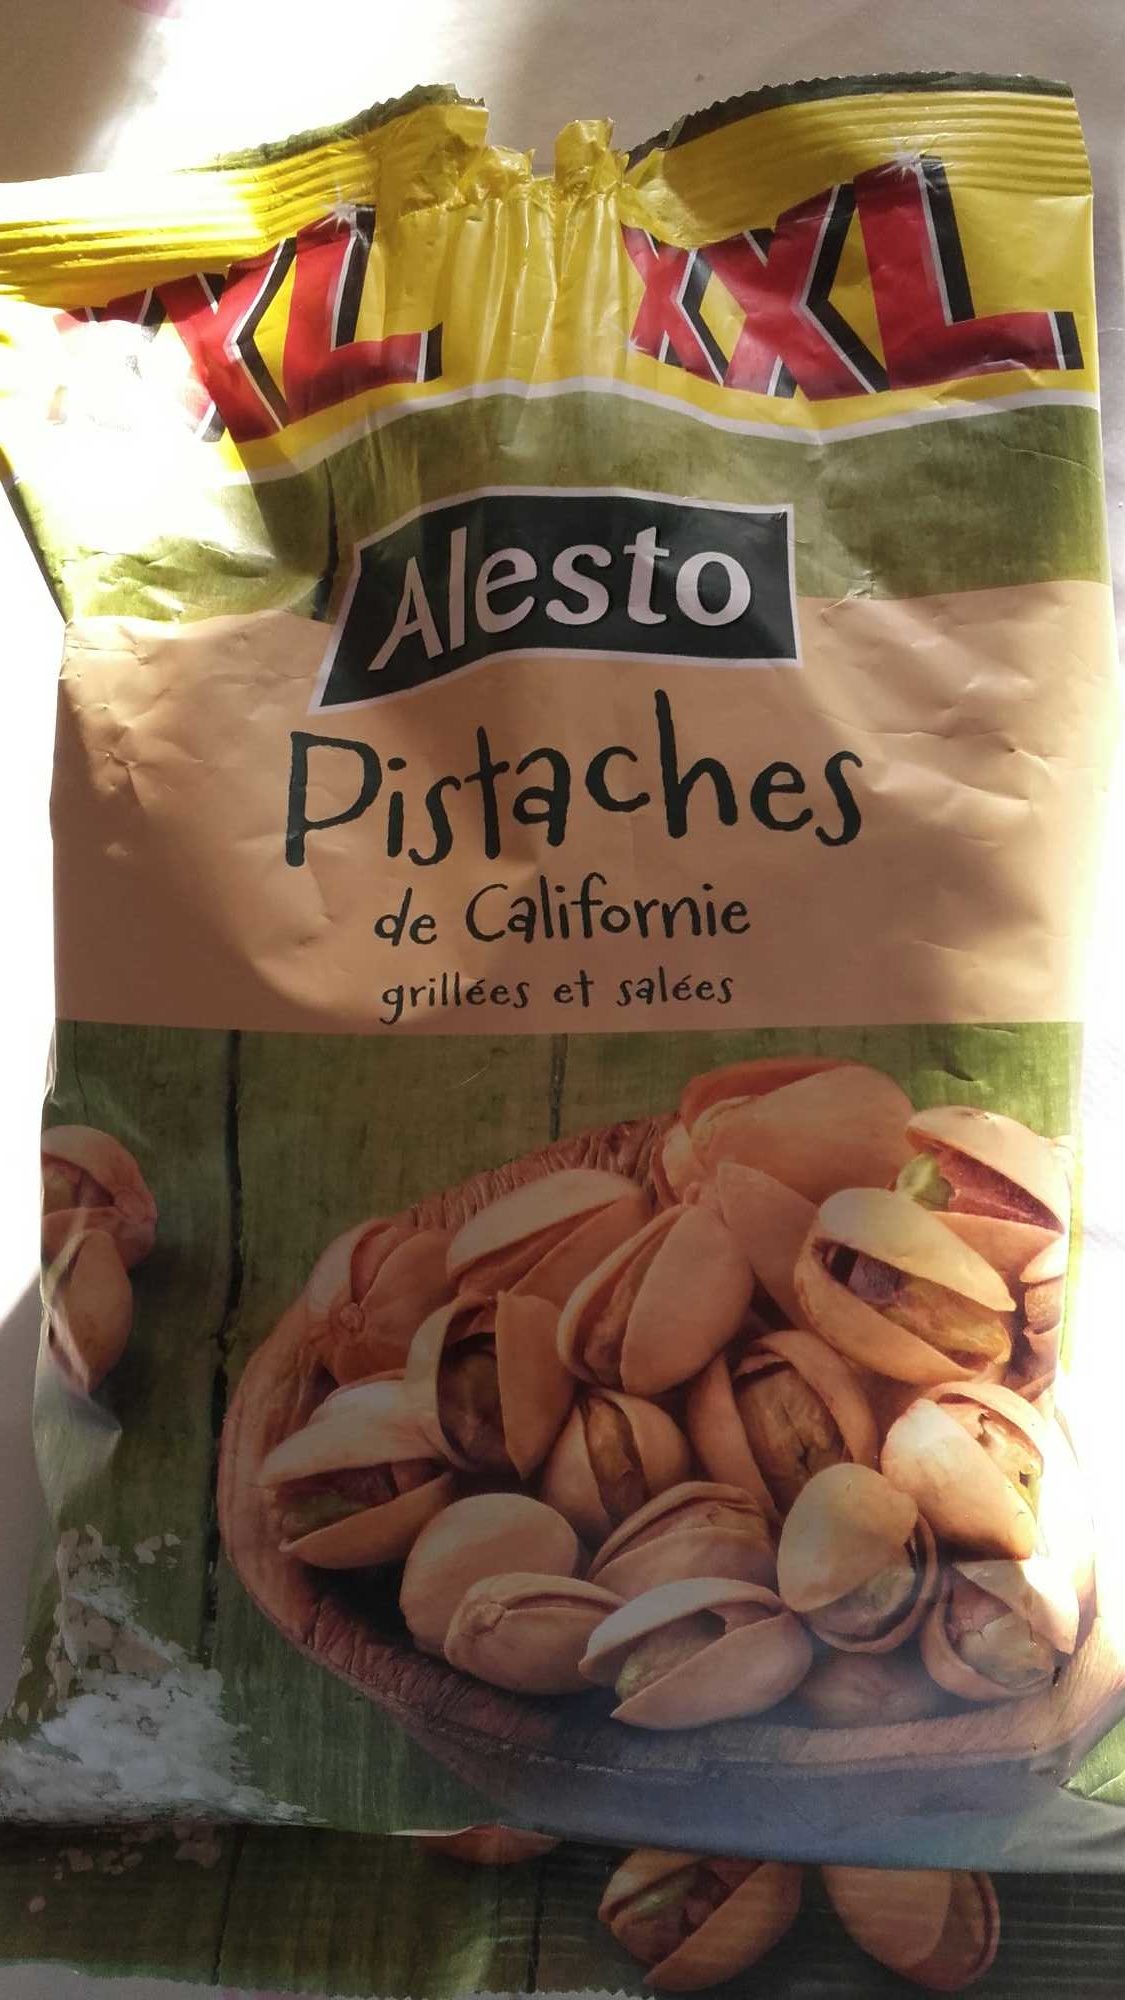 XXL XXL
Alesto
Pistaches
de Californie
grillées et salées